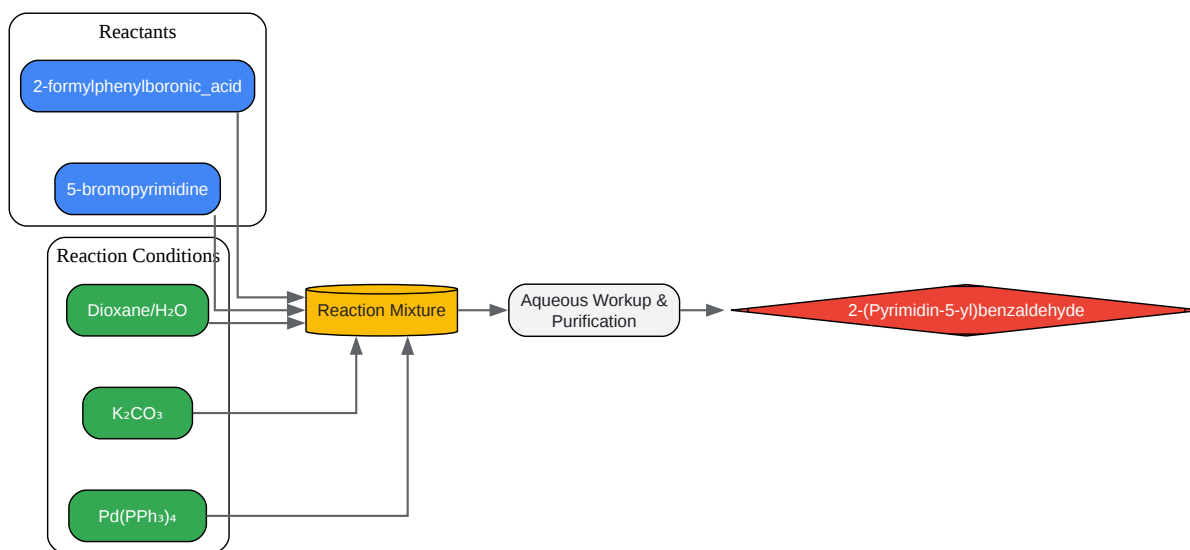 Reactants
2-formylphenylboronic_acid
5-bromopyrimidine
Reaction Conditions
Dioxane/H₂O
K₂CO₃
Pd(PPh₃)₄
Reaction Mixture
Aqueous Workup &
Purification
2-(Pyrimidin-5-yl)benzaldehyde